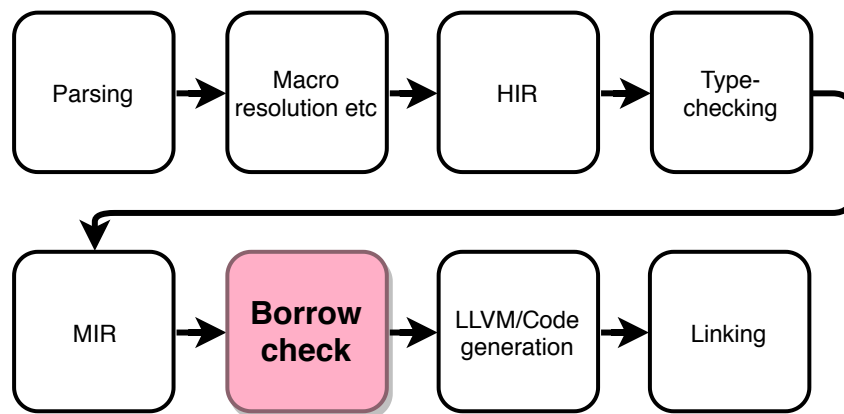 Parsing
Macro
resolution etc
HIR
Type-
checking
MIR
Borrow
check
LLVM/Code
generation
Linking